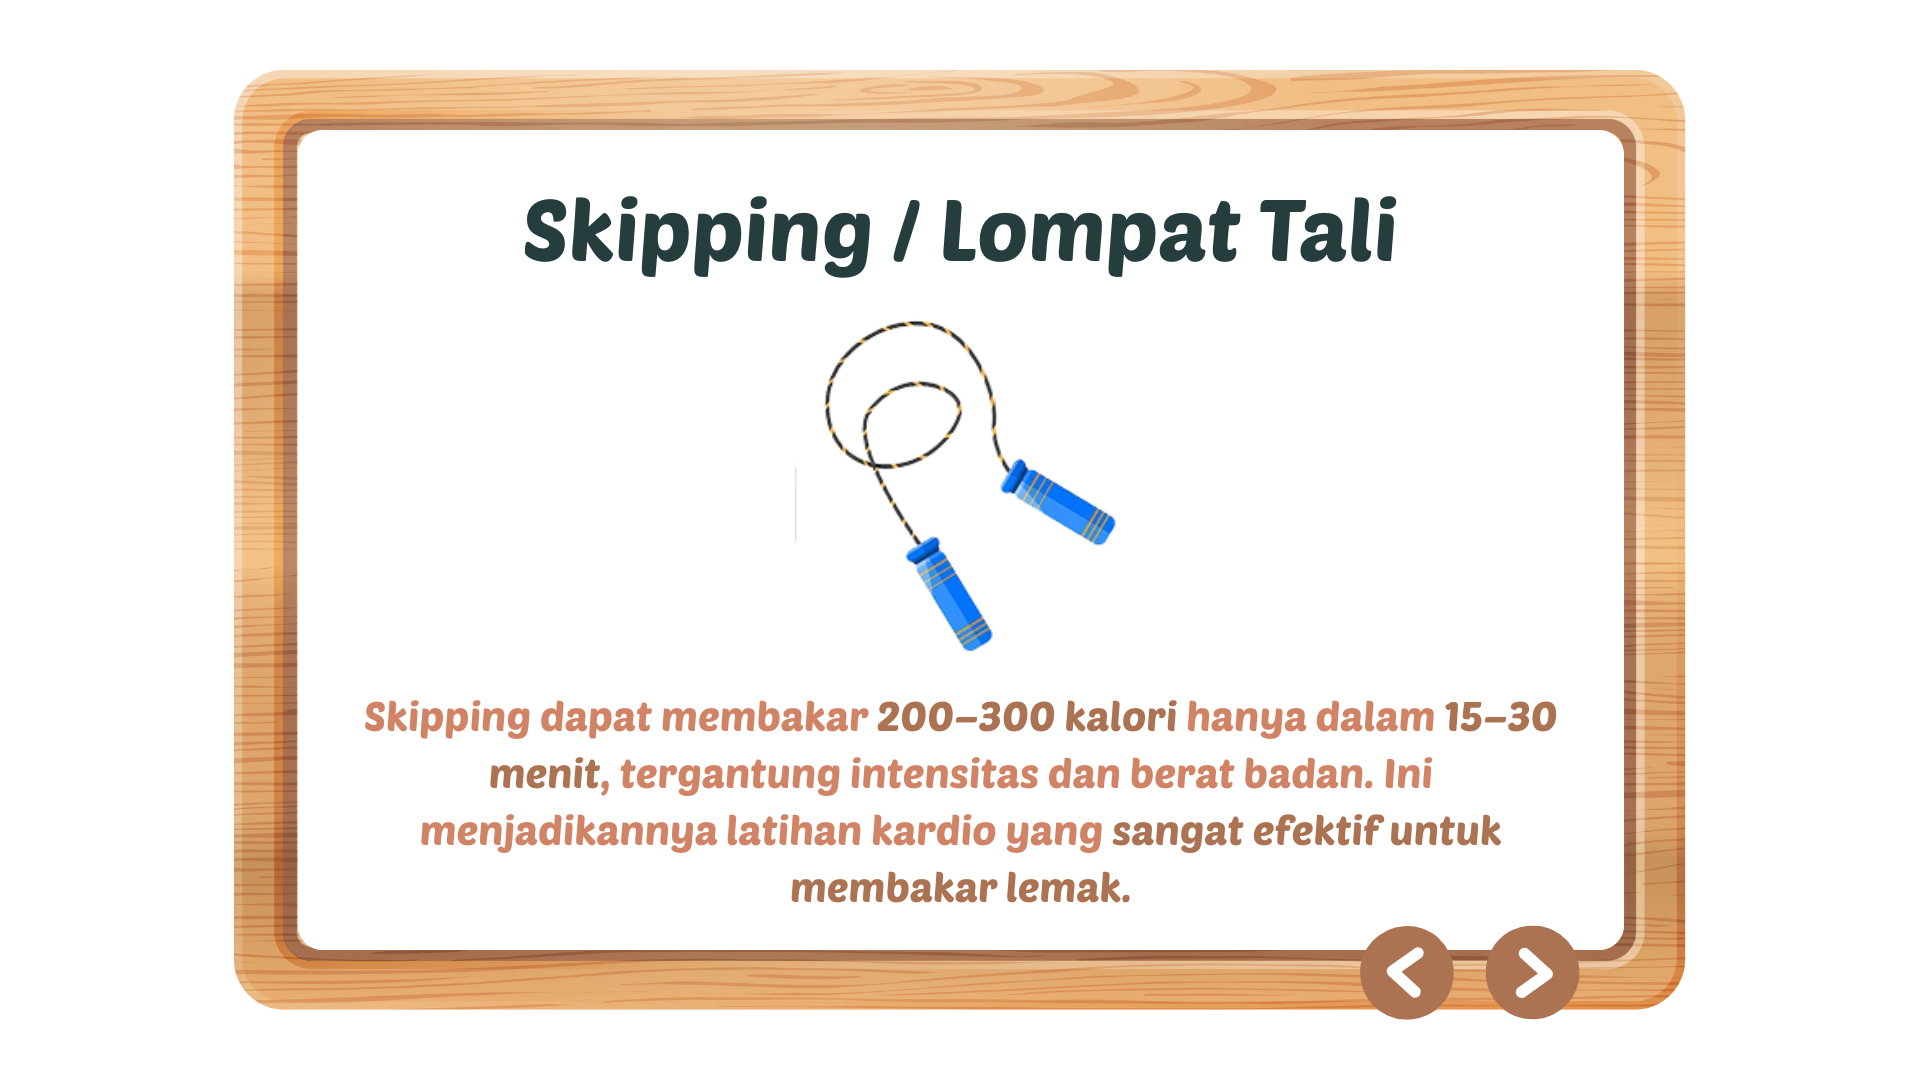 Skipping / Lompat Tali
Skipping dapat membakar 200–300 kalori hanya dalam 15–30
menit, tergantung intensitas dan berat badan. Ini
menjadikannya latihan kardio yang sangat efektif untuk
membakar lemak.